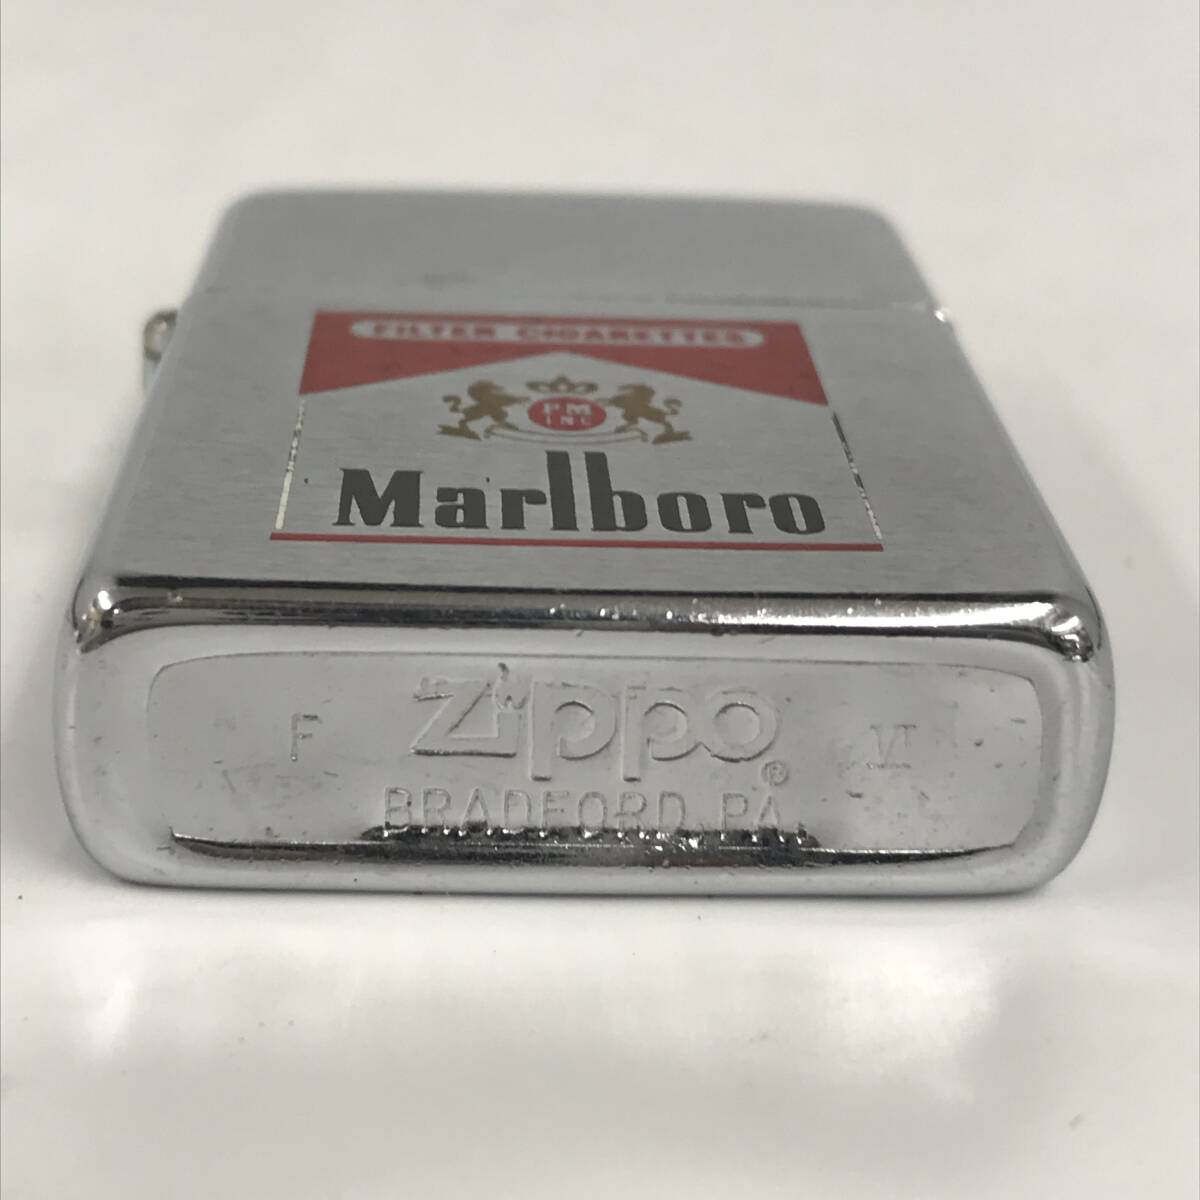 FILTER CIGARETTES
PM
INC
Marlboro
F Zippo® VI
BRADFORD, PA.